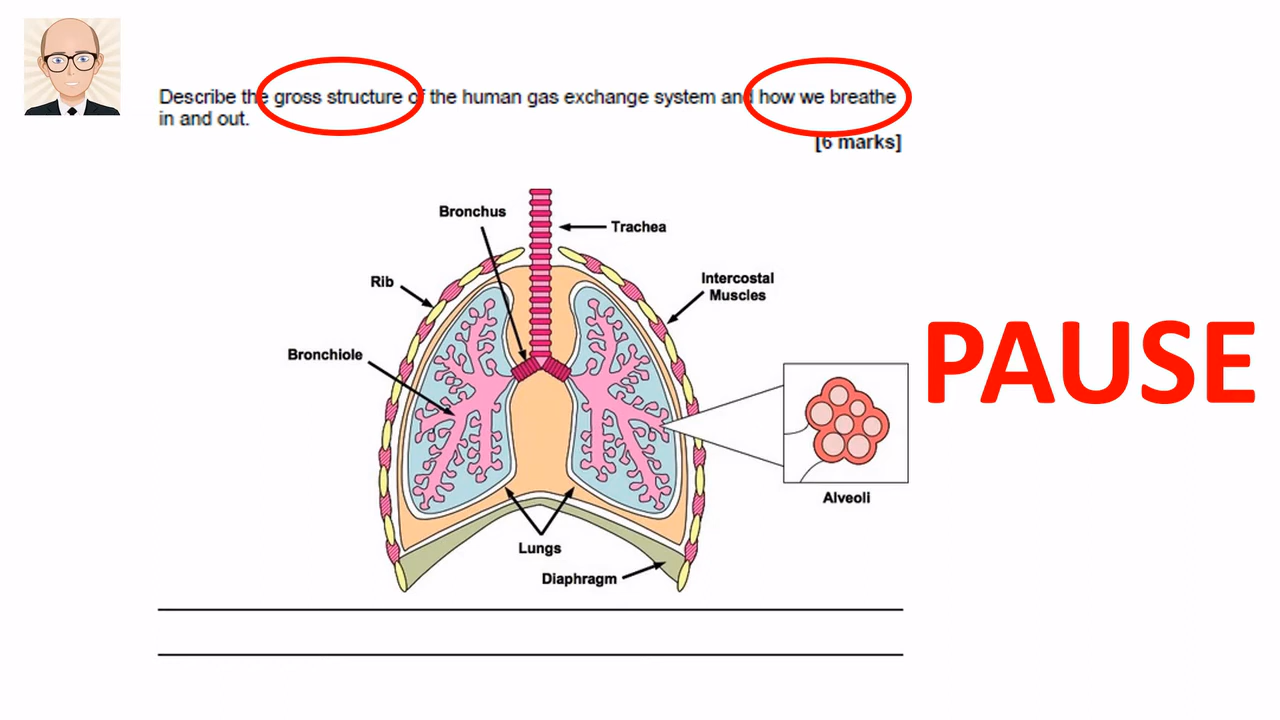 Describe the gross structure of the human gas exchange system and how we breathe
in and out.
[6 marks]
Bronchus
Trachea
Rib
Intercostal
Muscles
Bronchiole
PAUSE
Alveoli
Lungs
Diaphragm